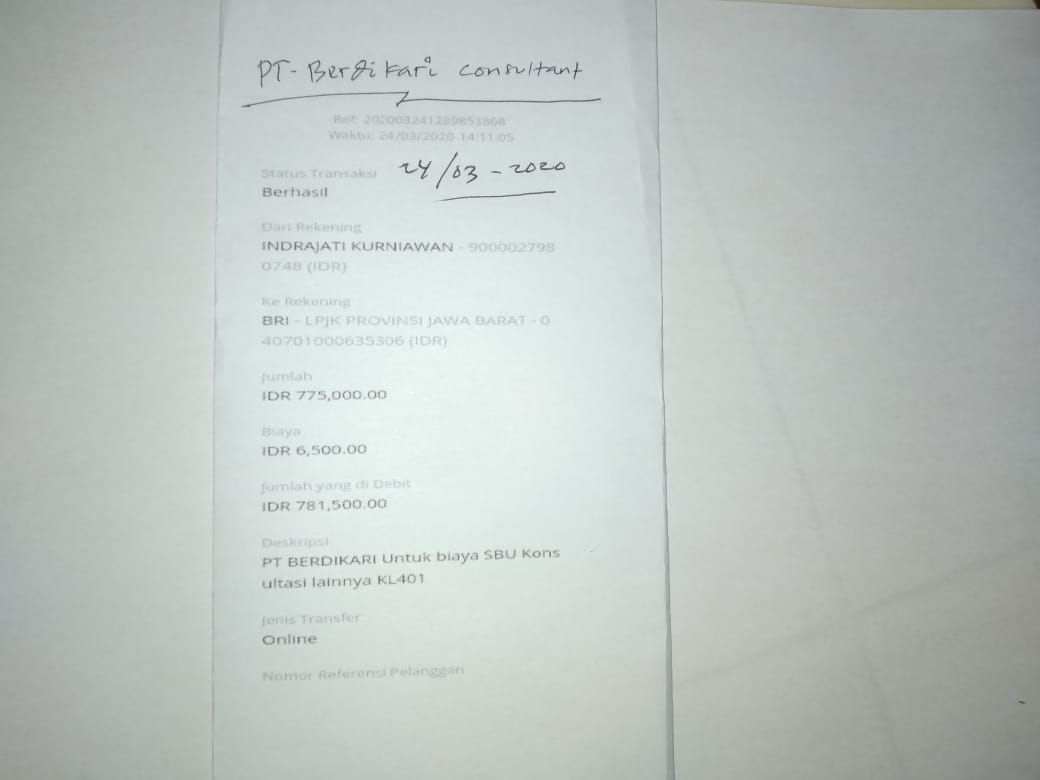 PT- Berdikari consultant
Ref: 202003241289853868
Waktu: 24/03/2020 14:11:05
Status Transaksi
24/03-2020
Berhasil
Dari Rekening
INDRAJATI KURNIAWAN - 900002798
0748 (IDR)
Ke Rekening
BRI - LPJK PROVINSI JAWA BARAT - 0
40701000635306 (IDR)
Jumlah
IDR 775,000.00
Biaya
IDR 6,500.00
Jumlah yang di Debit
IDR 781,500.00
Deskripsi
PT BERDIKARI Untuk biaya SBU Kons
ultasi lainnya KL401
Jenis Transfer
Online
Nomor Referensi Pelanggan